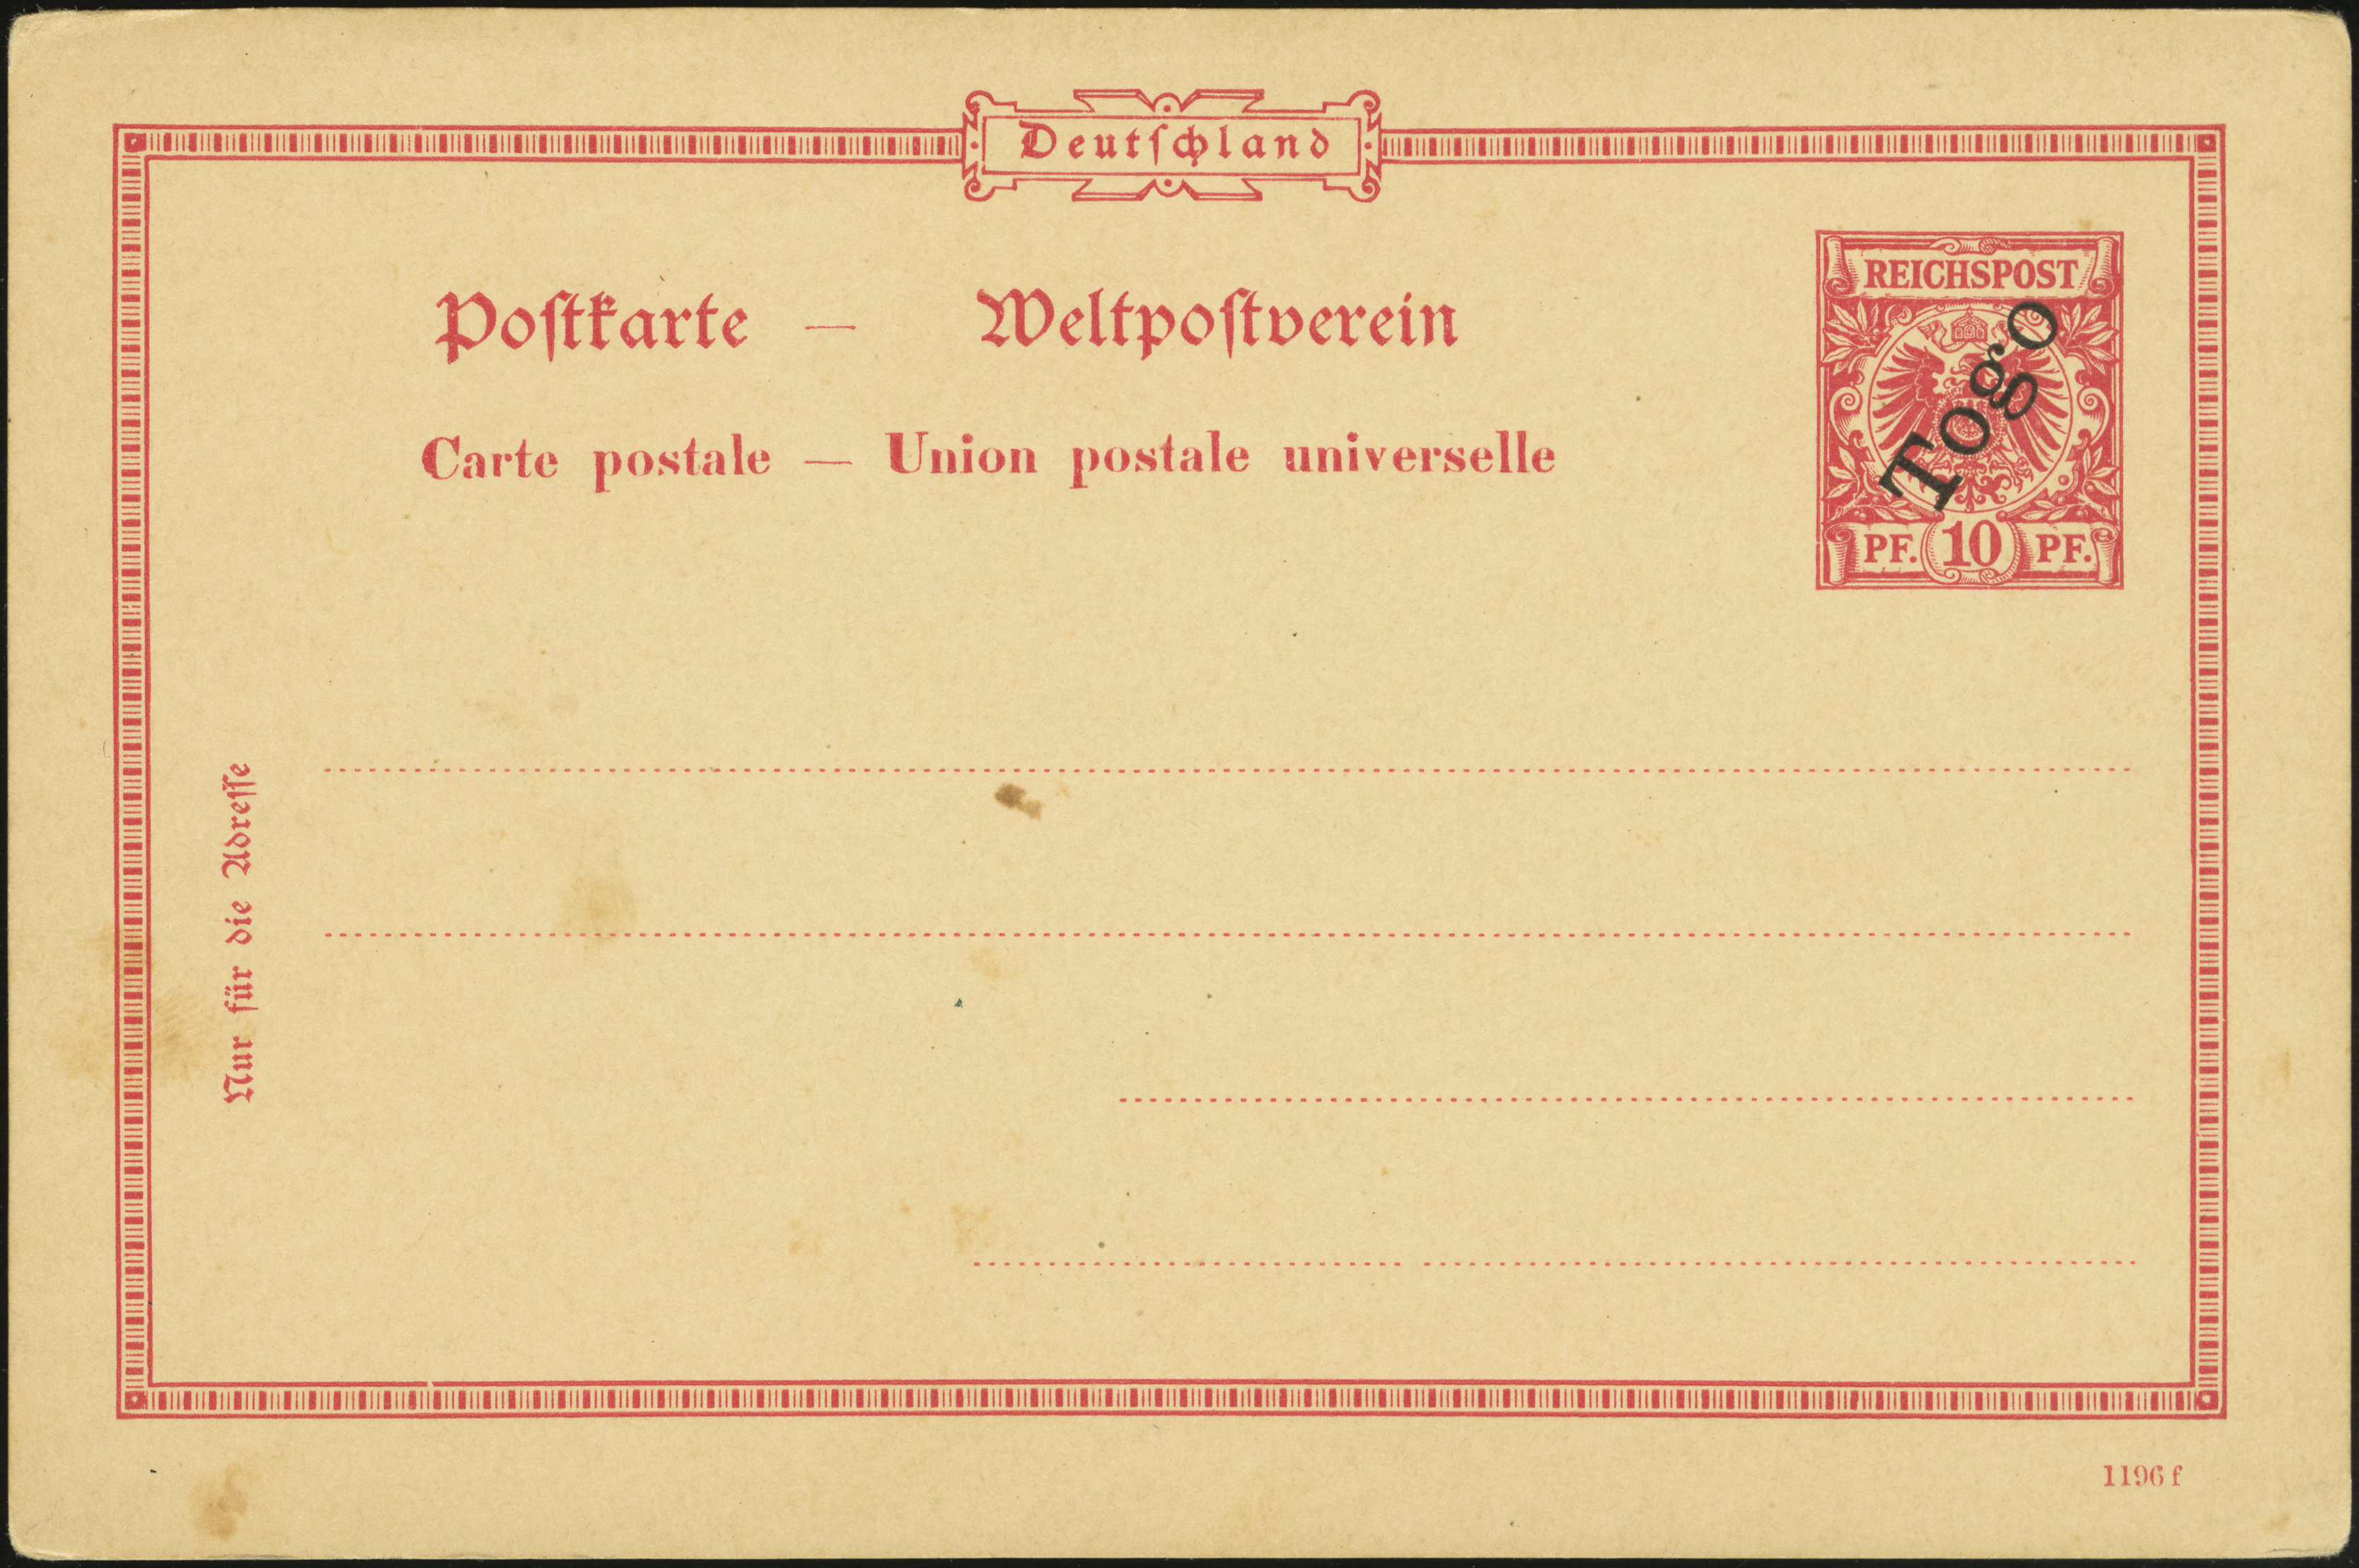 Deutſchland
REICHSPOST
Togo
PF. 10 PF.
Poſtkarte — Weltpoſtverein
Carte postale — Union postale universelle
Nur für die Adreſſe
1196 f